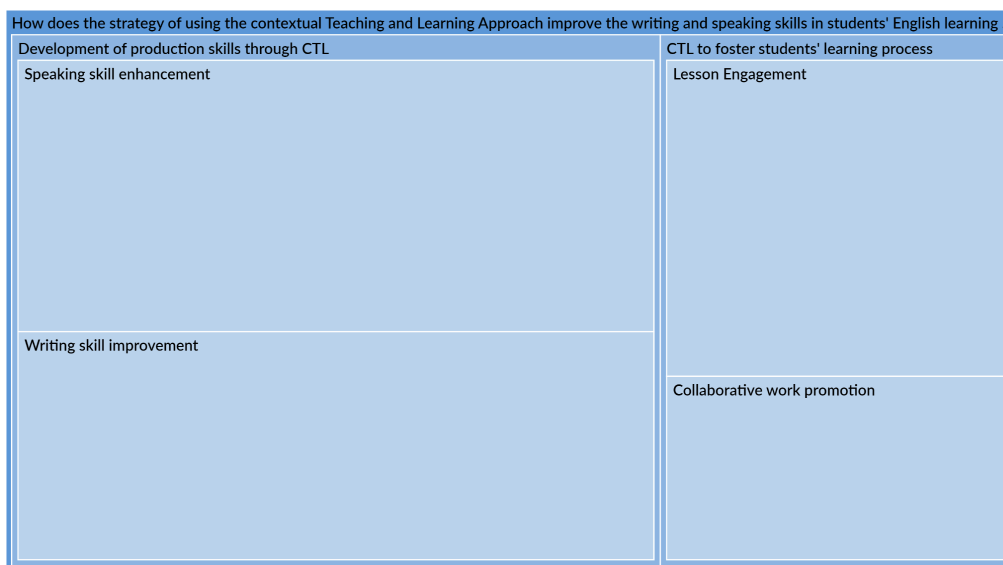 How does the strategy of using the contextual Teaching and Learning Approach improve the writing and speaking skills in students' English learning
Development of production skills through CTL
Speaking skill enhancement
Writing skill improvement
CTL to foster students' learning process
Lesson Engagement
Collaborative work promotion